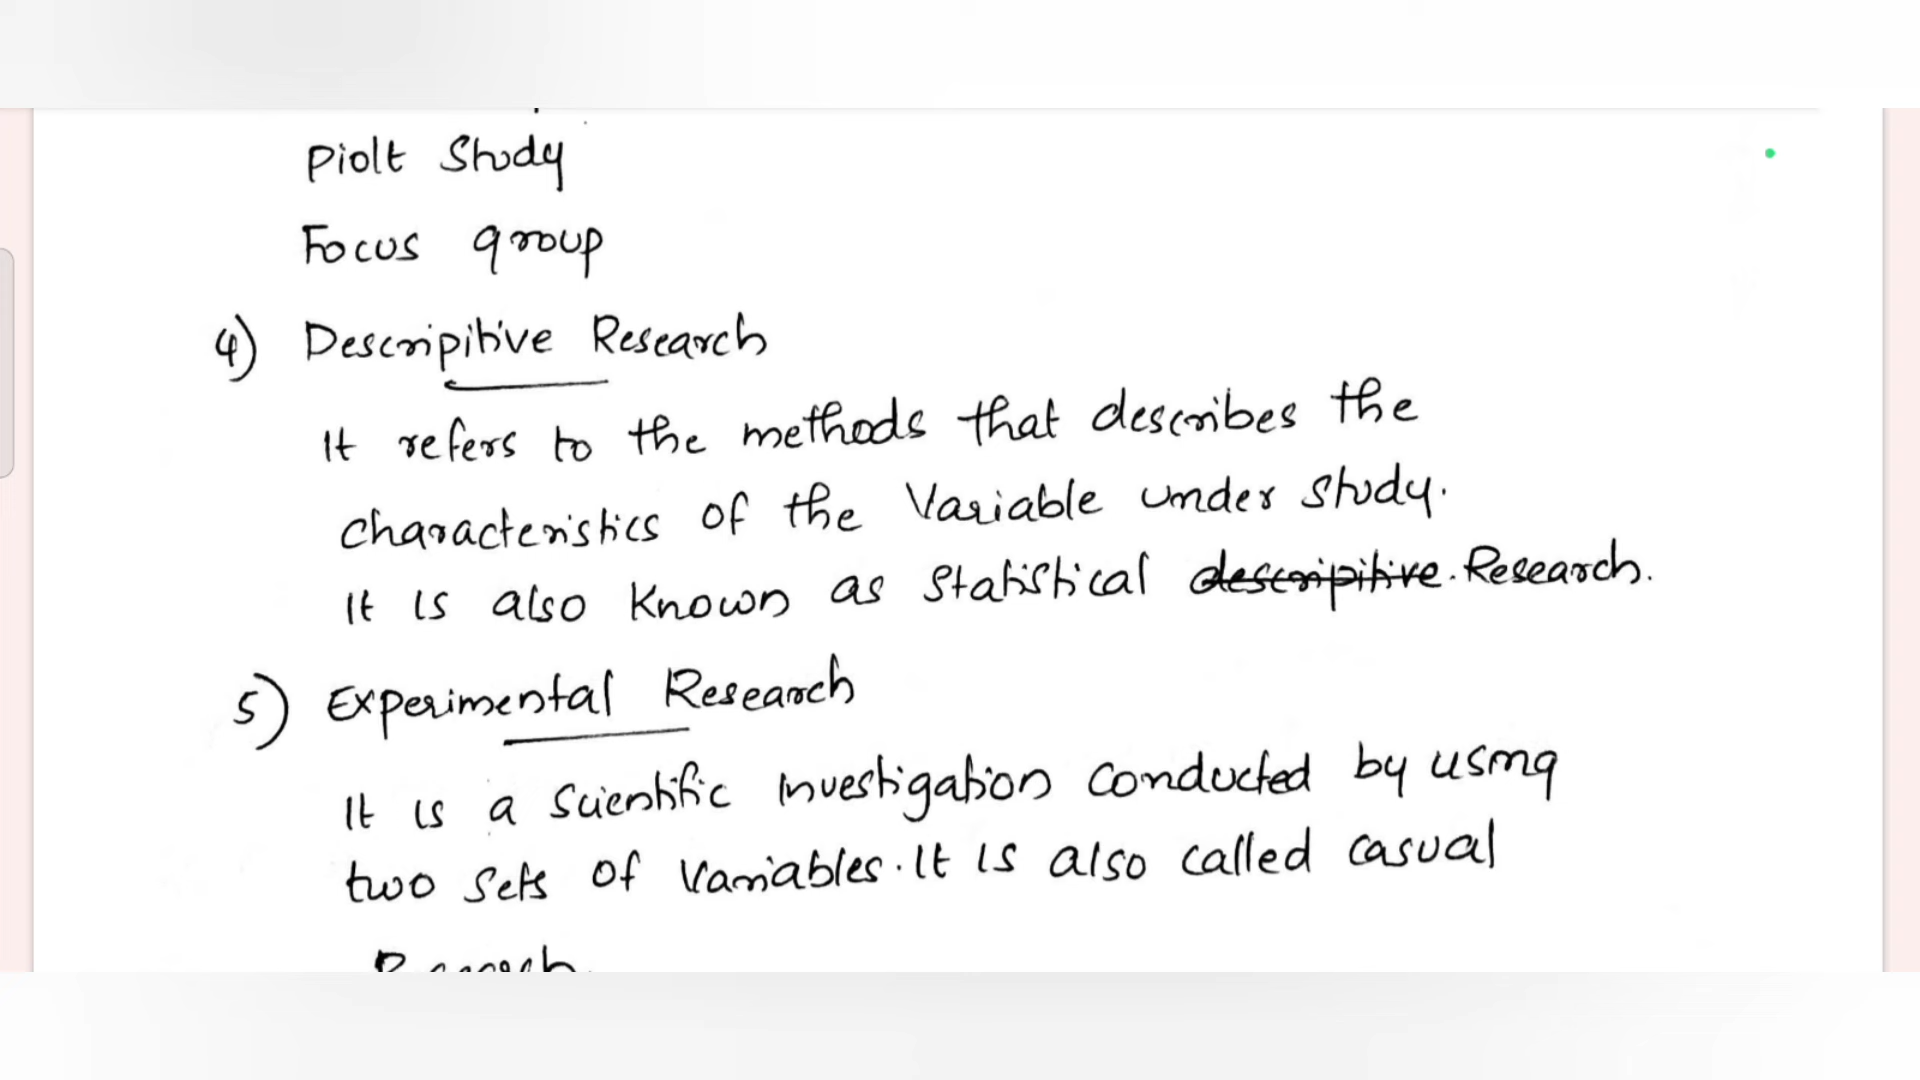 Piolt Study
Focus group
4) Descripitive Research
It refers to the methods that describes the
characteristics of the Variable under study.
It is also Known as Statistical descripitive. Research.
5) Experimental Research
It is a Scientific Investigation conducted by using
two Sets of Variables. It is also called casual
Research.